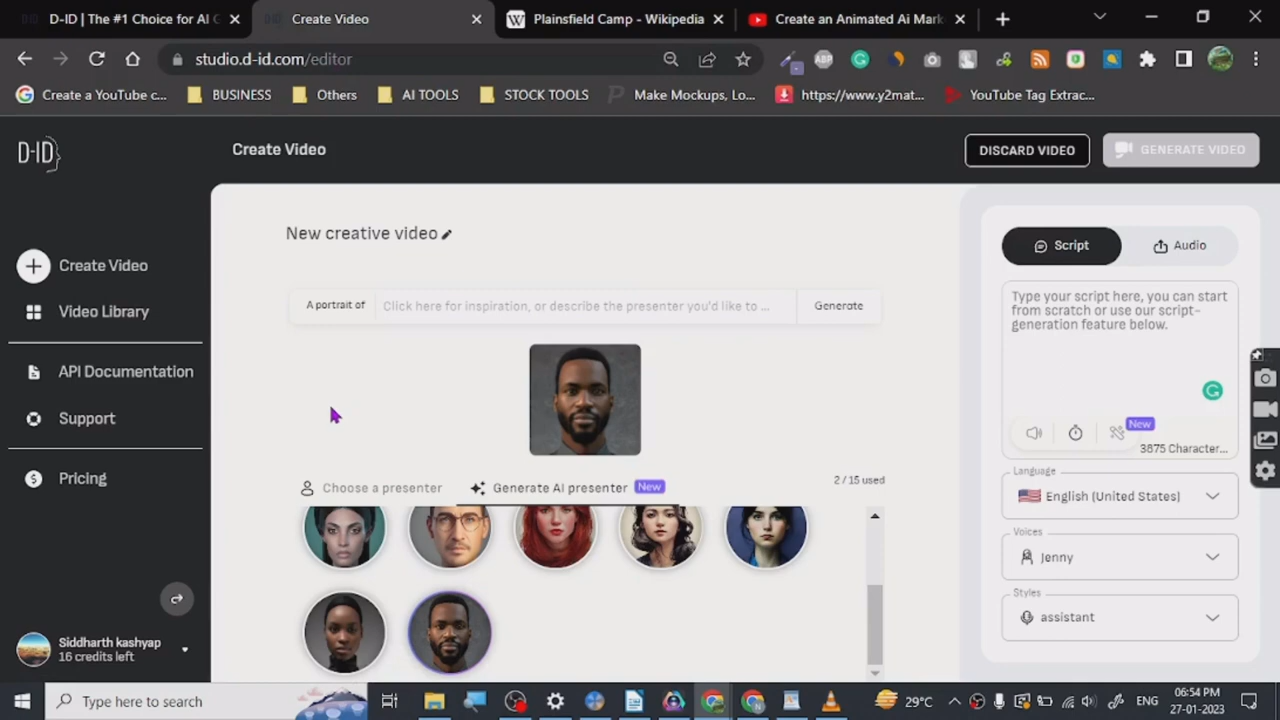 D-ID | The #1 Choice for AI C
Create Video
Plainsfield Camp - Wikipedia
Create an Animated Ai Mark
studio.d-id.com/editor
Create a YouTube c...
BUSINESS
Others
AI TOOLS
STOCK TOOLS
Make Mockups, Lo...
https://www.y2mat...
YouTube Tag Extrac...
D-ID
Create Video
DISCARD VIDEO
GENERATE VIDEO
Create Video
Video Library
API Documentation
Support
Pricing
Siddharth kashyap
16 credits left
New creative video
A portrait of
Click here for inspiration, or describe the presenter you'd like to ...
Generate
Choose a presenter
Generate AI presenter
New
2 / 15 used
Script
Audio
Type your script here, you can start
from scratch or use our script-
generation feature below.
New
3875 Character...
Language
English (United States)
Voices
Jenny
Styles
assistant
Type here to search
29°C
ENG
06:54 PM
27-01-2023